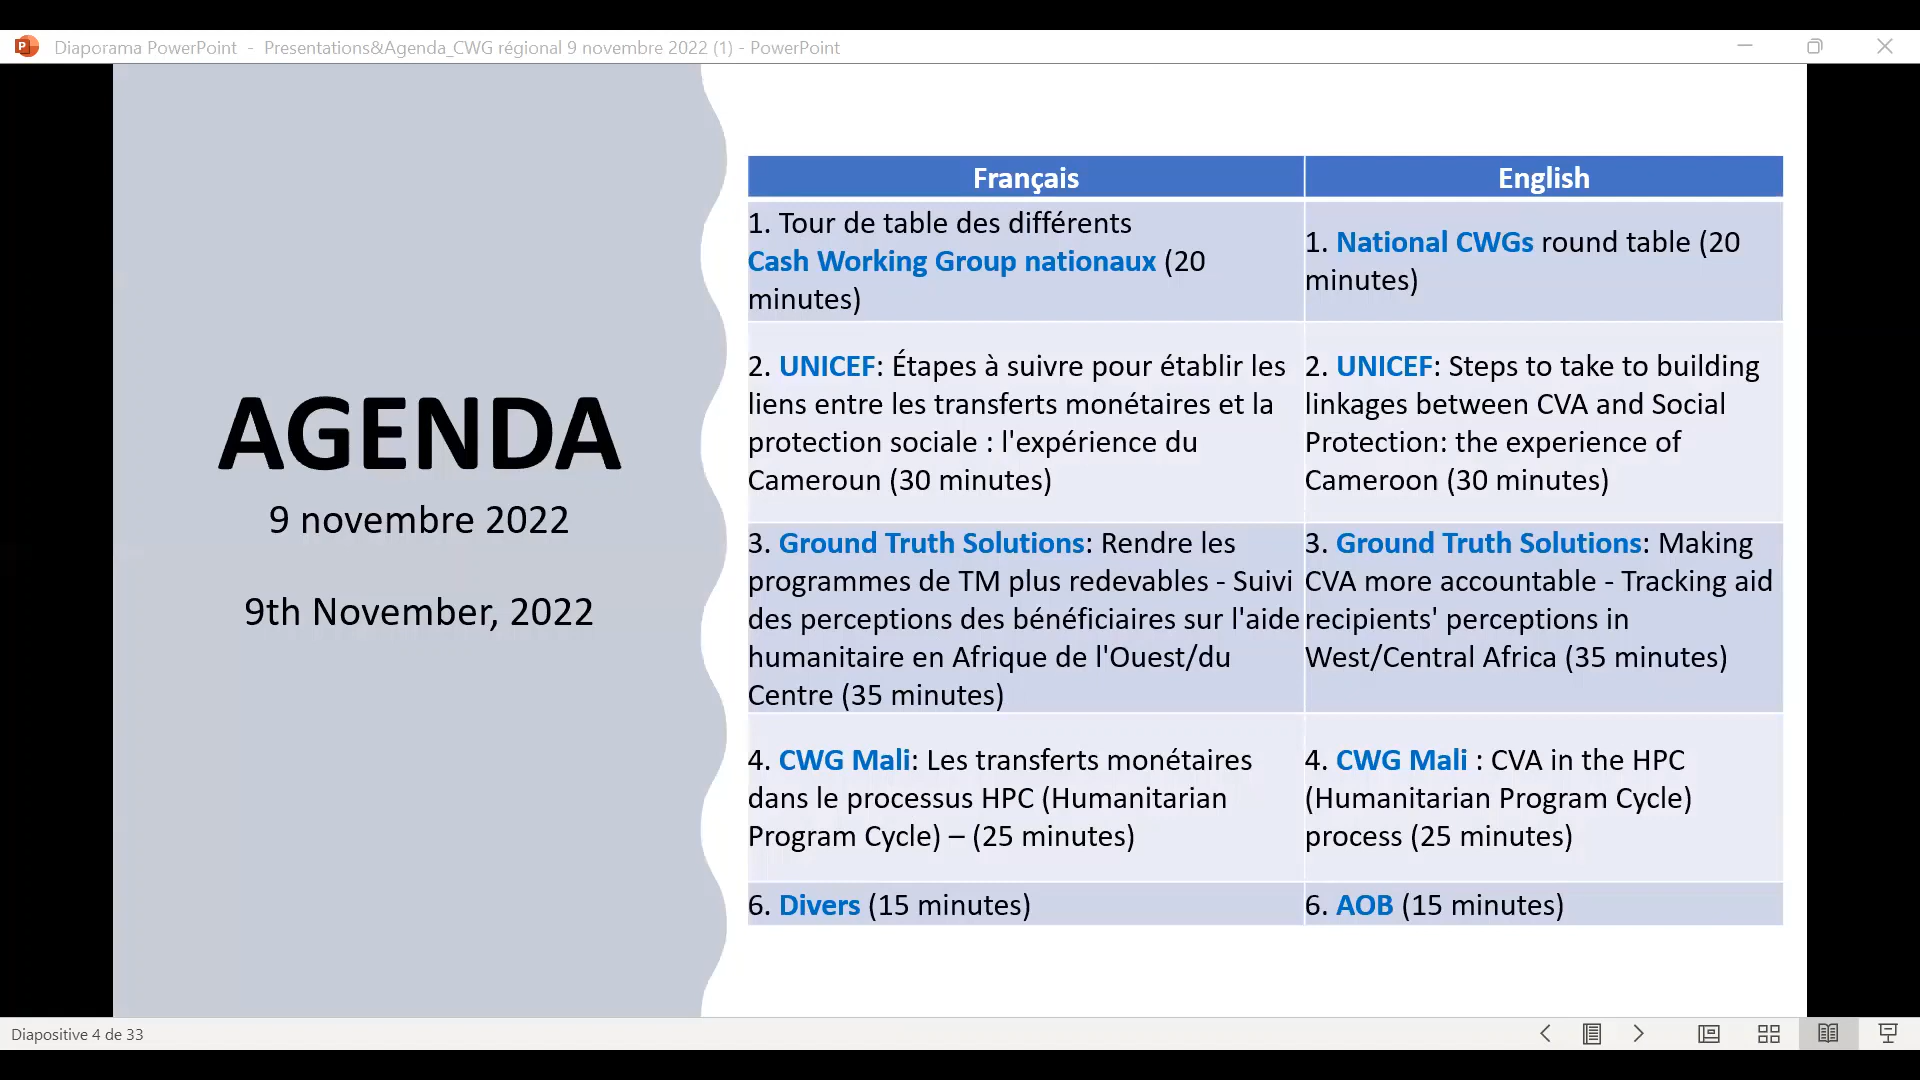 Diaporama PowerPoint - Presentations&Agenda_CWG régional 9 novembre 2022 (1) - PowerPoint
AGENDA
9 novembre 2022
9th November, 2022
Français
English
1. Tour de table des différents
Cash Working Group nationaux (20
minutes)
1. National CWGs round table (20
minutes)
2. UNICEF: Étapes à suivre pour établir les
liens entre les transferts monétaires et la
protection sociale : l'expérience du
Cameroun (30 minutes)
2. UNICEF: Steps to take to building
linkages between CVA and Social
Protection: the experience of
Cameroon (30 minutes)
3. Ground Truth Solutions: Rendre les
programmes de TM plus redevables - Suivi
des perceptions des bénéficiaires sur l'aide
humanitaire en Afrique de l'Ouest/du
Centre (35 minutes)
3. Ground Truth Solutions: Making
CVA more accountable - Tracking aid
recipients' perceptions in
West/Central Africa (35 minutes)
4. CWG Mali: Les transferts monétaires
dans le processus HPC (Humanitarian
Program Cycle) – (25 minutes)
4. CWG Mali : CVA in the HPC
(Humanitarian Program Cycle)
process (25 minutes)
6. Divers (15 minutes)
6. AOB (15 minutes)
Diapositive 4 de 33